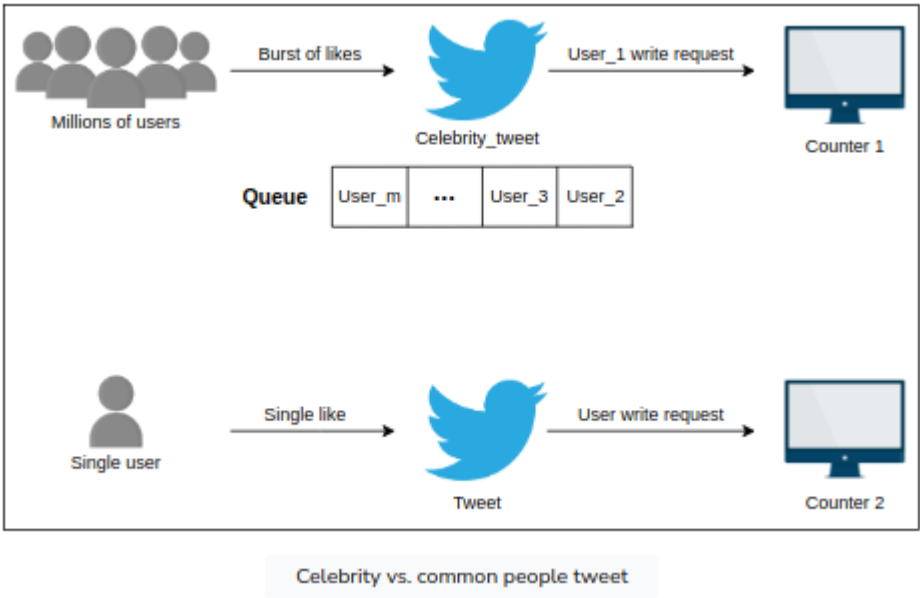 Burst of likes
User_1 write request
Millions of users
Celebrity_tweet
Counter 1
Queue
User_m
...
User_3
User_2
Single like
User write request
Single user
Tweet
Counter 2
Celebrity vs. common people tweet